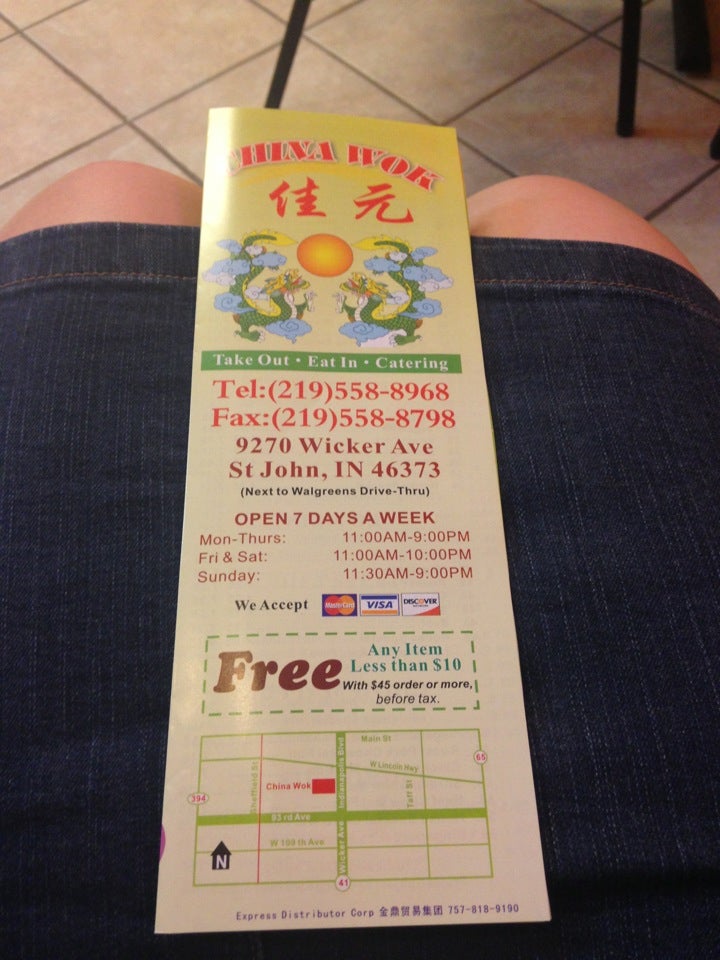 CHINA WOK
佳元
Take Out • Eat In • Catering
Tel:(219)558-8968
Fax:(219)558-8798
9270 Wicker Ave
St John, IN 46373
(Next to Walgreens Drive-Thru)
OPEN 7 DAYS A WEEK
Mon-Thurs: 11:00AM-9:00PM
Fri & Sat: 11:00AM-10:00PM
Sunday: 11:30AM-9:00PM
We Accept MasterCard VISA DISCOVER
Free Any Item
Less than $10
With $45 order or more,
before tax.
Main St
65
W Lincoln Hwy
Sheffield St
Indianapolis Blvd
Taft St
China Wok
394
93 rd Ave
W 109 th Ave
Wicker Ave
N
41
Express Distributor Corp 金鼎贸易集团 757-818-9190